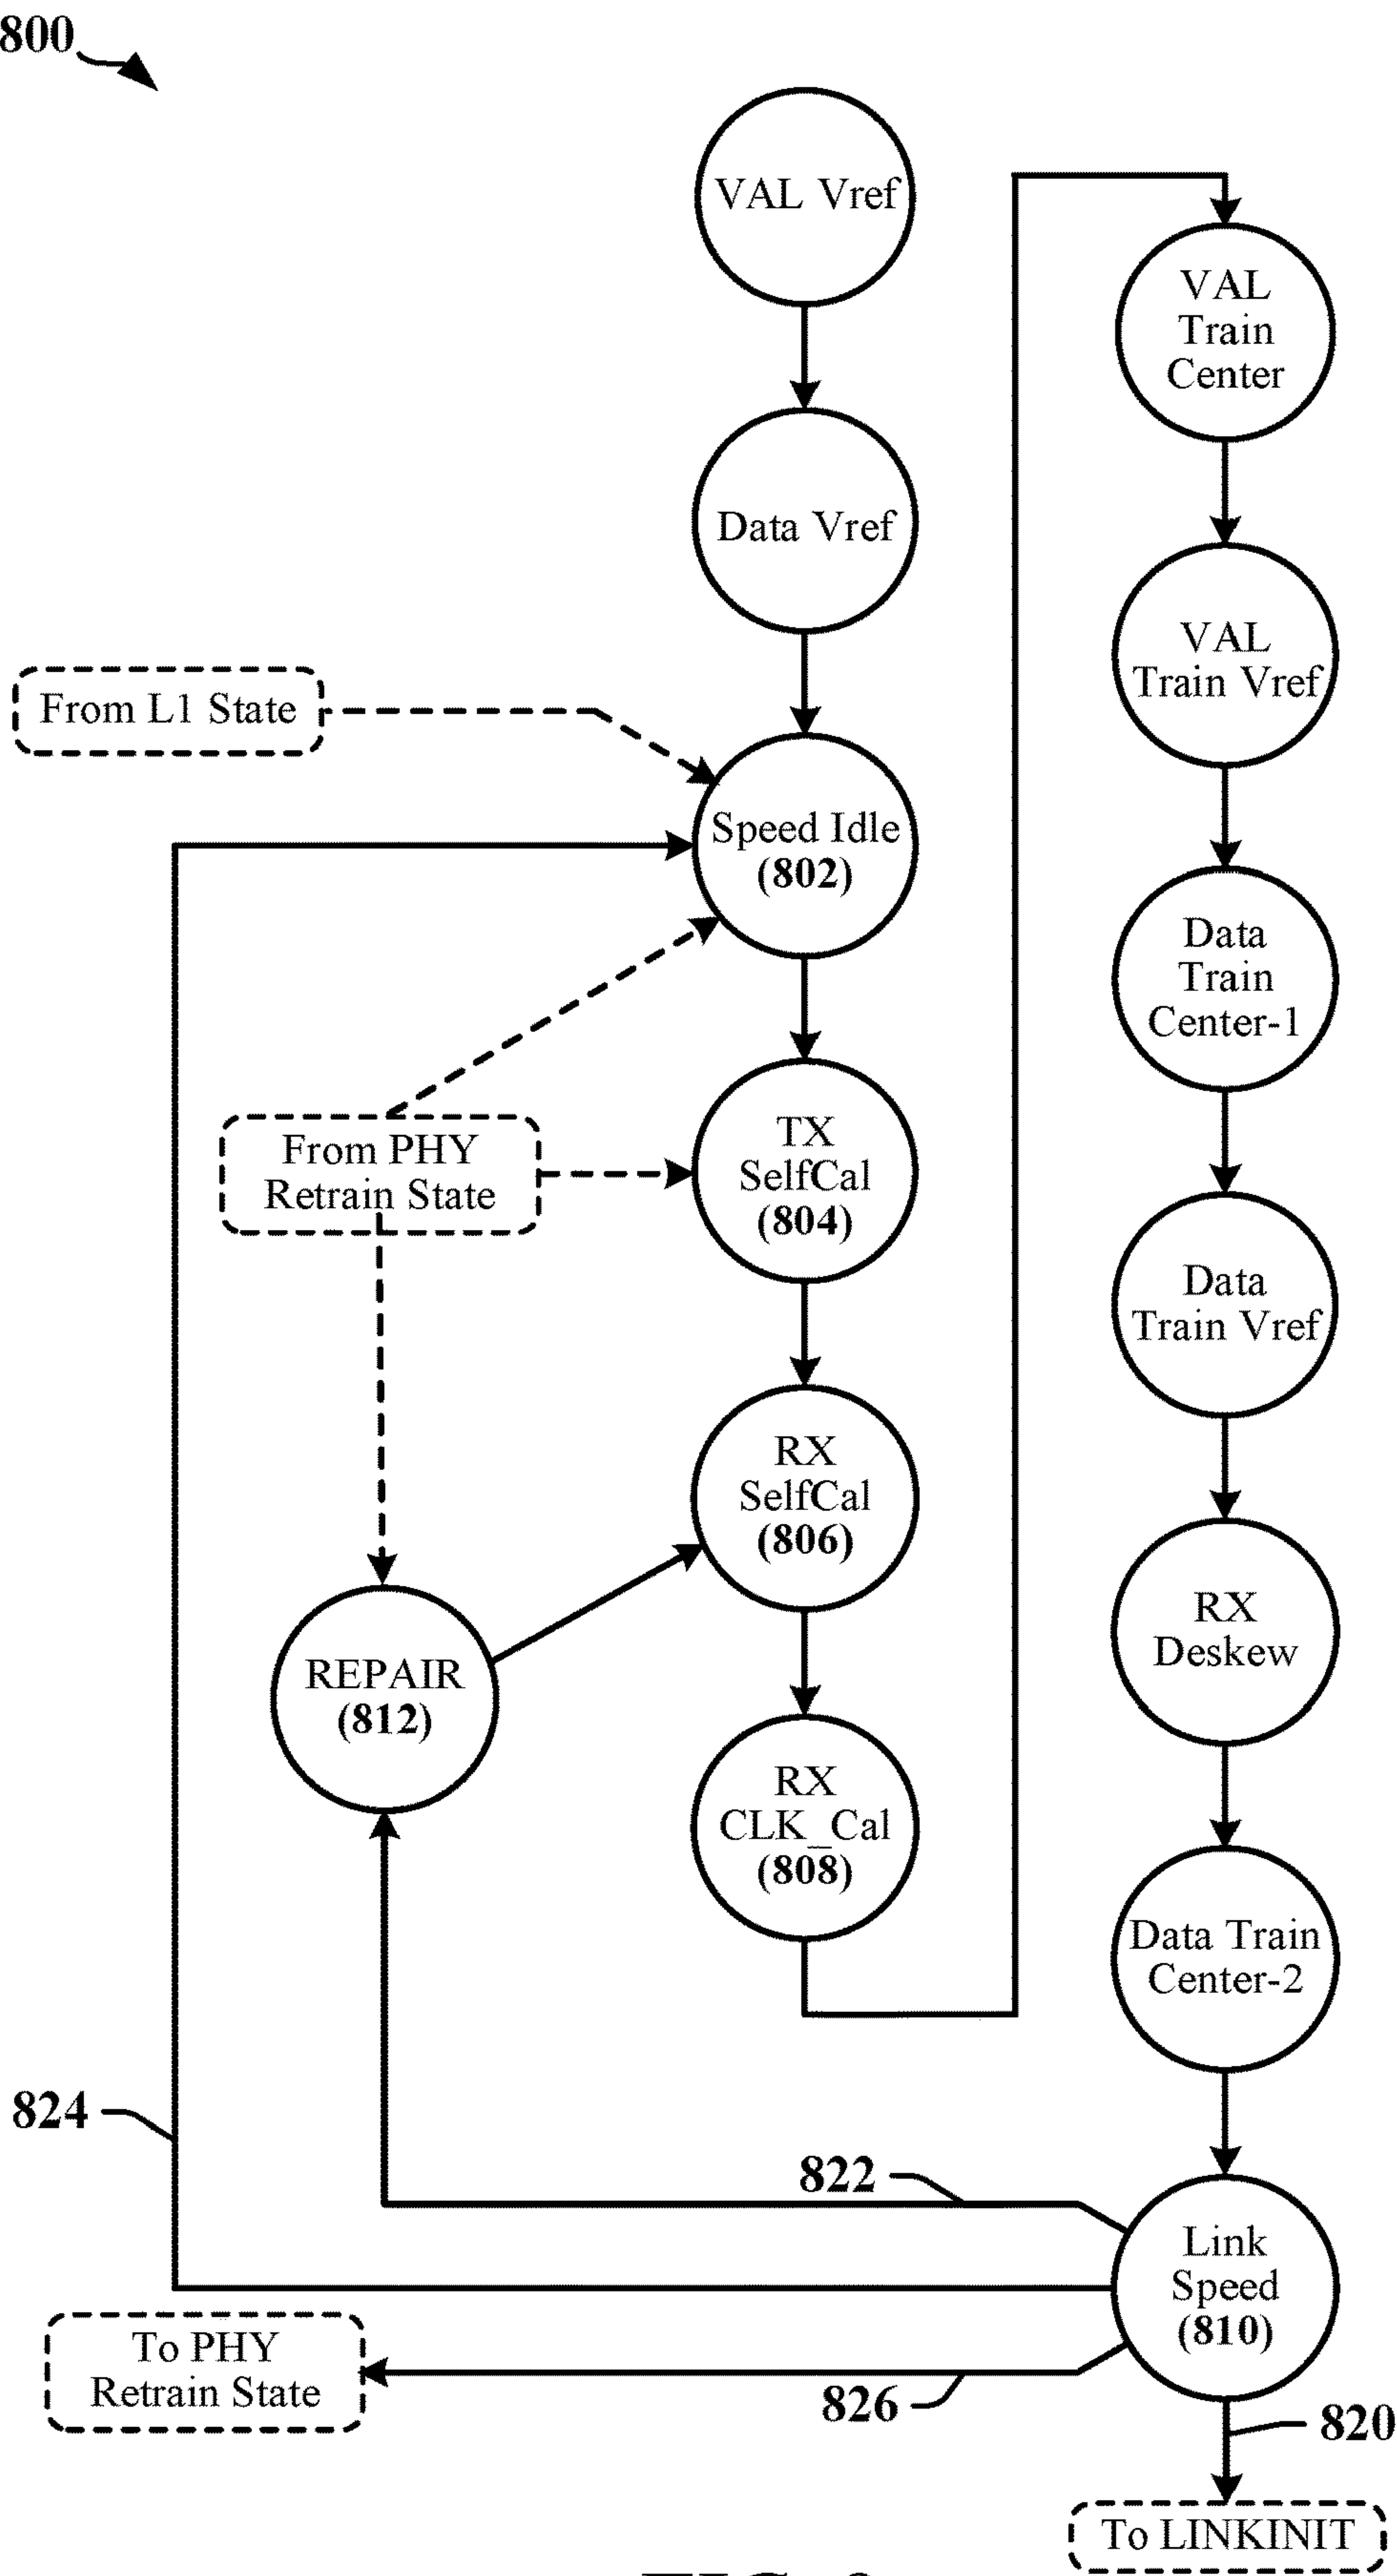 800
VAL Vref
VAL
Train
Center
Data Vref
VAL
Train Vref
From L1 State
Speed Idle
(802)
Data
Train
Center-1
From PHY
Retrain State
TX
SelfCal
(804)
Data
Train Vref
RX
SelfCal
(806)
RX
Deskew
REPAIR
(812)
RX
CLK_Cal
(808)
Data Train
Center-2
824
822
Link
Speed
(810)
To PHY
Retrain State
826
820
To LINKINIT